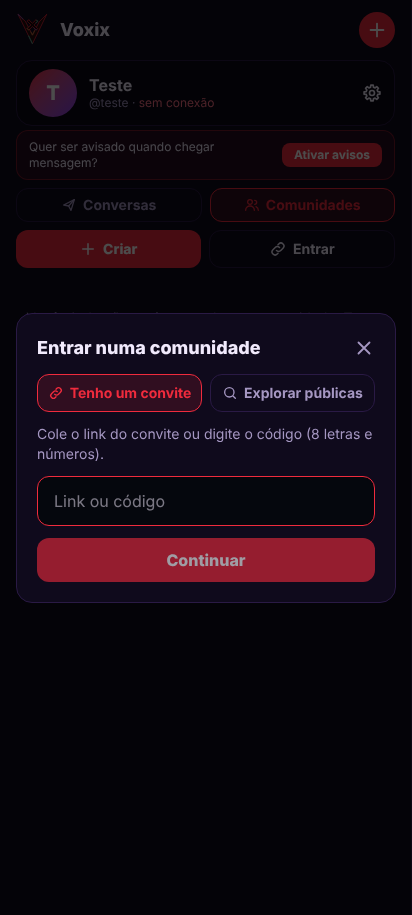 Voxix
T
Teste
@teste · sem conexão
Quer ser avisado quando chegar
mensagem?
Ativar avisos
Conversas
Comunidades
Criar
Entrar
Entrar numa comunidade
Tenho um convite
Explorar públicas
Cole o link do convite ou digite o código (8 letras e
números).
Link ou código
Continuar